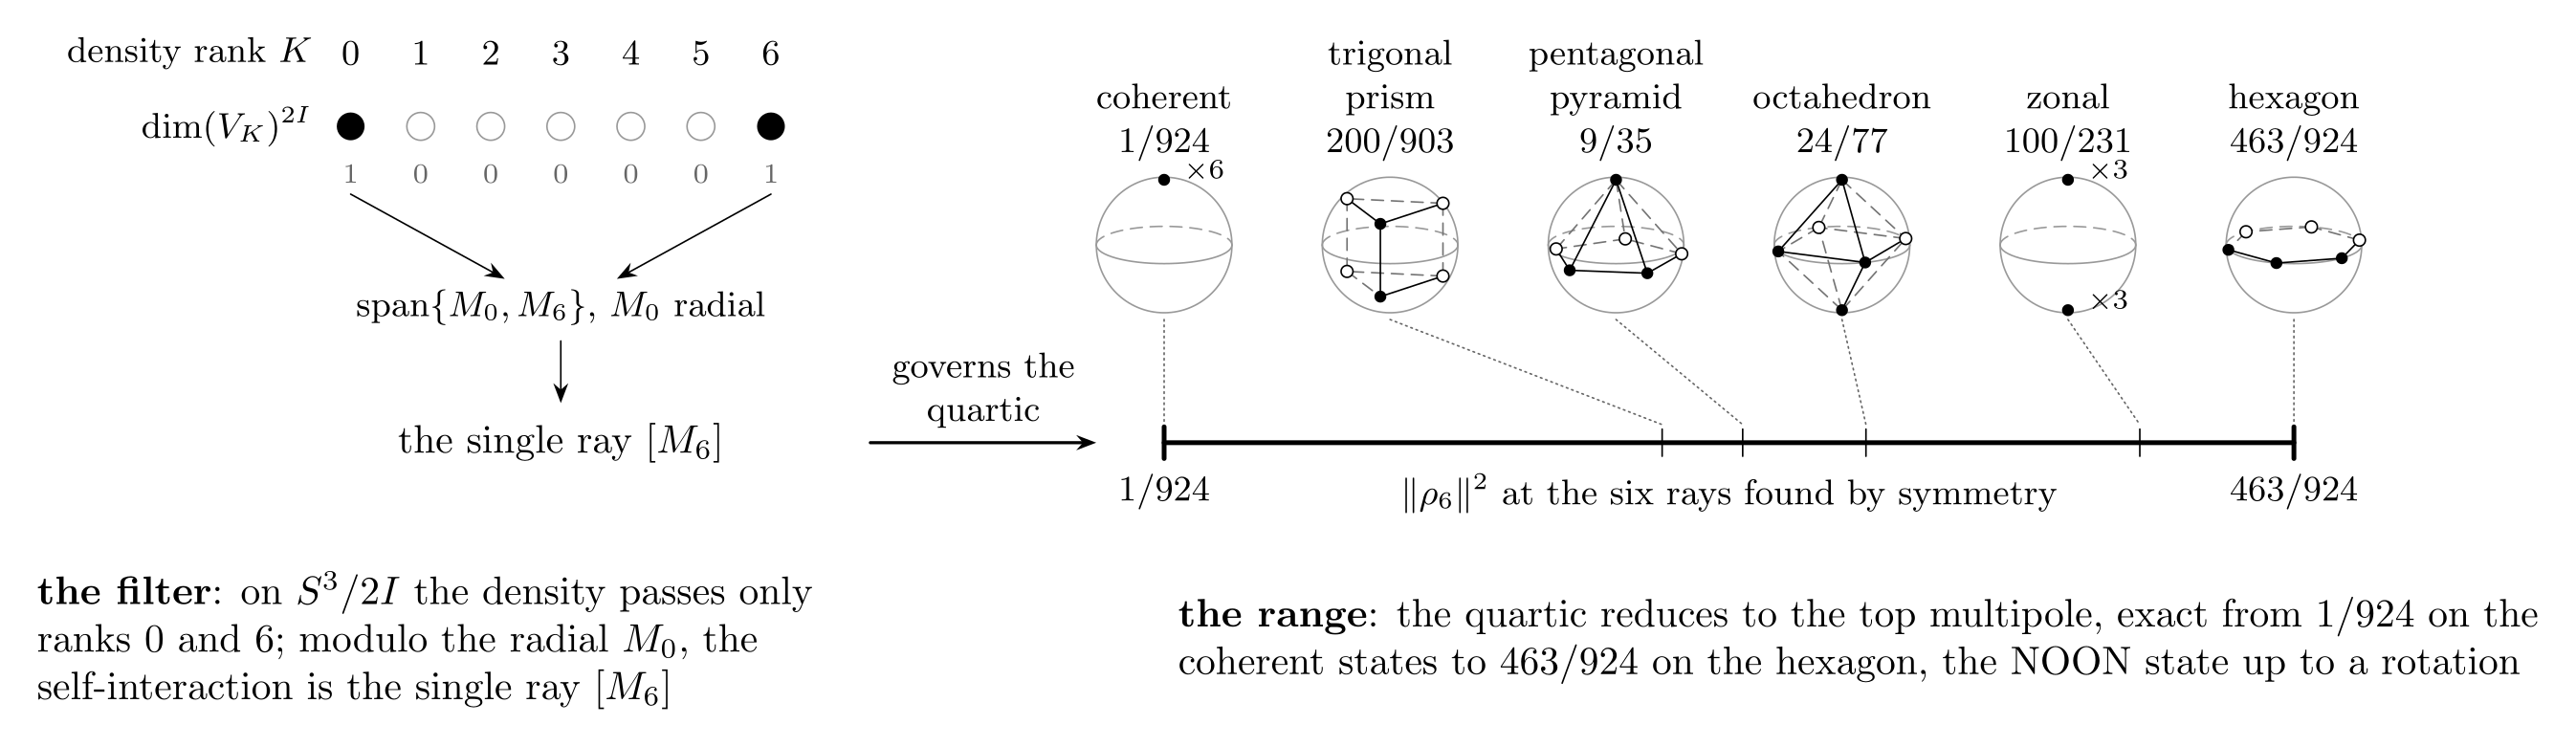 density rank K 0 1 2 3 4 5 6
dim(V_K)^{2I}
1 0 0 0 0 0 1
span{M_0, M_6}, M_0 radial
the single ray [M_6]
governs the
quartic
coherent
1/924
×6
trigonal
prism
200/903
pentagonal
pyramid
9/35
octahedron
24/77
zonal
100/231
×3
×3
hexagon
463/924
1/924
‖ρ_6‖^2 at the six rays found by symmetry
463/924
the filter: on S^3/2I the density passes only
ranks 0 and 6; modulo the radial M_0, the
self-interaction is the single ray [M_6]
the range: the quartic reduces to the top multipole, exact from 1/924 on the
coherent states to 463/924 on the hexagon, the NOON state up to a rotation